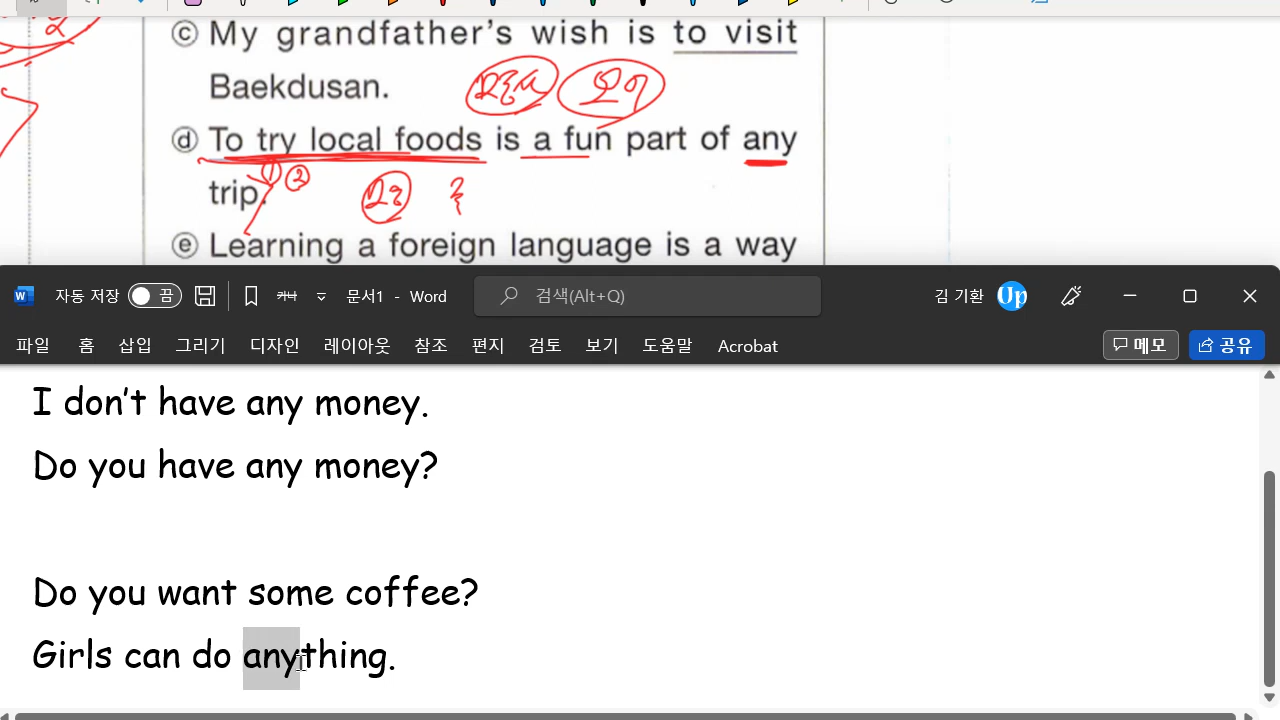 ⓒ My grandfather's wish is to visit
Baekdusan.
ⓓ To try local foods is a fun part of any
trip.
① ②
ⓔ Learning a foreign language is a way
자동 저장 끔 문서1 - Word 검색(Alt+Q) 김 기환 Up
파일 홈 삽입 그리기 디자인 레이아웃 참조 편지 검토 보기 도움말 Acrobat 메모 공유
I don't have any money.
Do you have any money?
Do you want some coffee?
Girls can do anything.